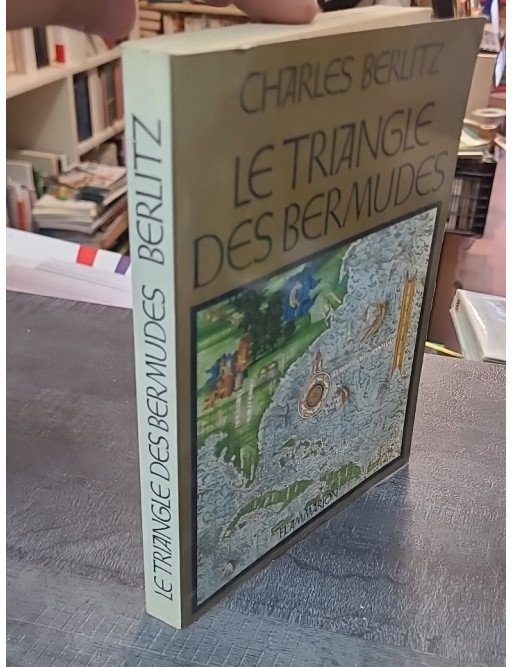 CHARLES BERLITZ
LE TRIANGLE
DES BERMUDES
FLAMMARION
LE TRIANGLE DES BERMUDES BERLITZ